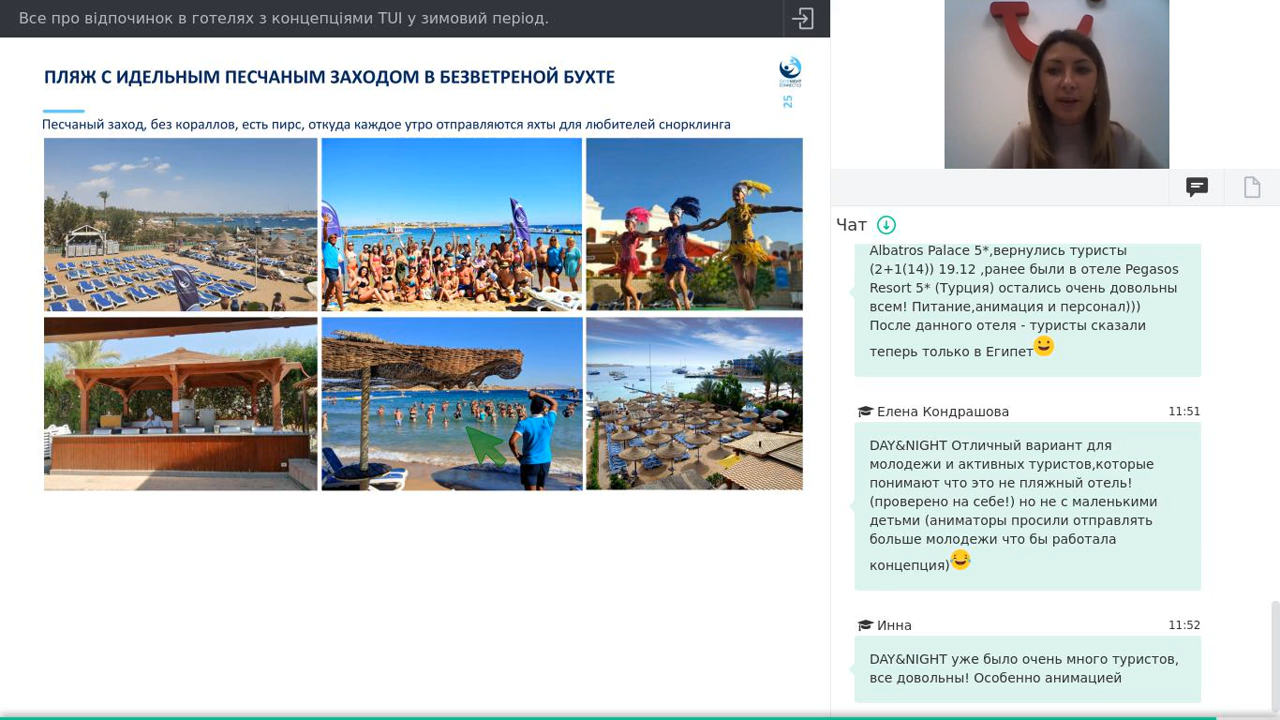 Все про відпочинок в готелях з концепціями TUI у зимовий період.
ПЛЯЖ С ИДЕЛЬНЫМ ПЕСЧАНЫМ ЗАХОДОМ В БЕЗВЕТРЕНОЙ БУХТЕ
25
Песчаный заход, без кораллов, есть пирс, откуда каждое утро отправляются яхты для любителей снорклинга
Чат
Albatros Palace 5*,вернулись туристы
(2+1(14)) 19.12 ,ранее были в отеле Pegasos
Resort 5* (Турция) остались очень довольны
всем! Питание,анимация и персонал)))
После данного отеля - туристы сказали
теперь только в Египет
Елена Кондрашова 11:51
DAY&NIGHT Отличный вариант для
молодежи и активных туристов,которые
понимают что это не пляжный отель!
(проверено на себе!) но не с маленькими
детьми (аниматоры просили отправлять
больше молодежи что бы работала
концепция)
Инна 11:52
DAY&NIGHT уже было очень много туристов,
все довольны! Особенно анимацией